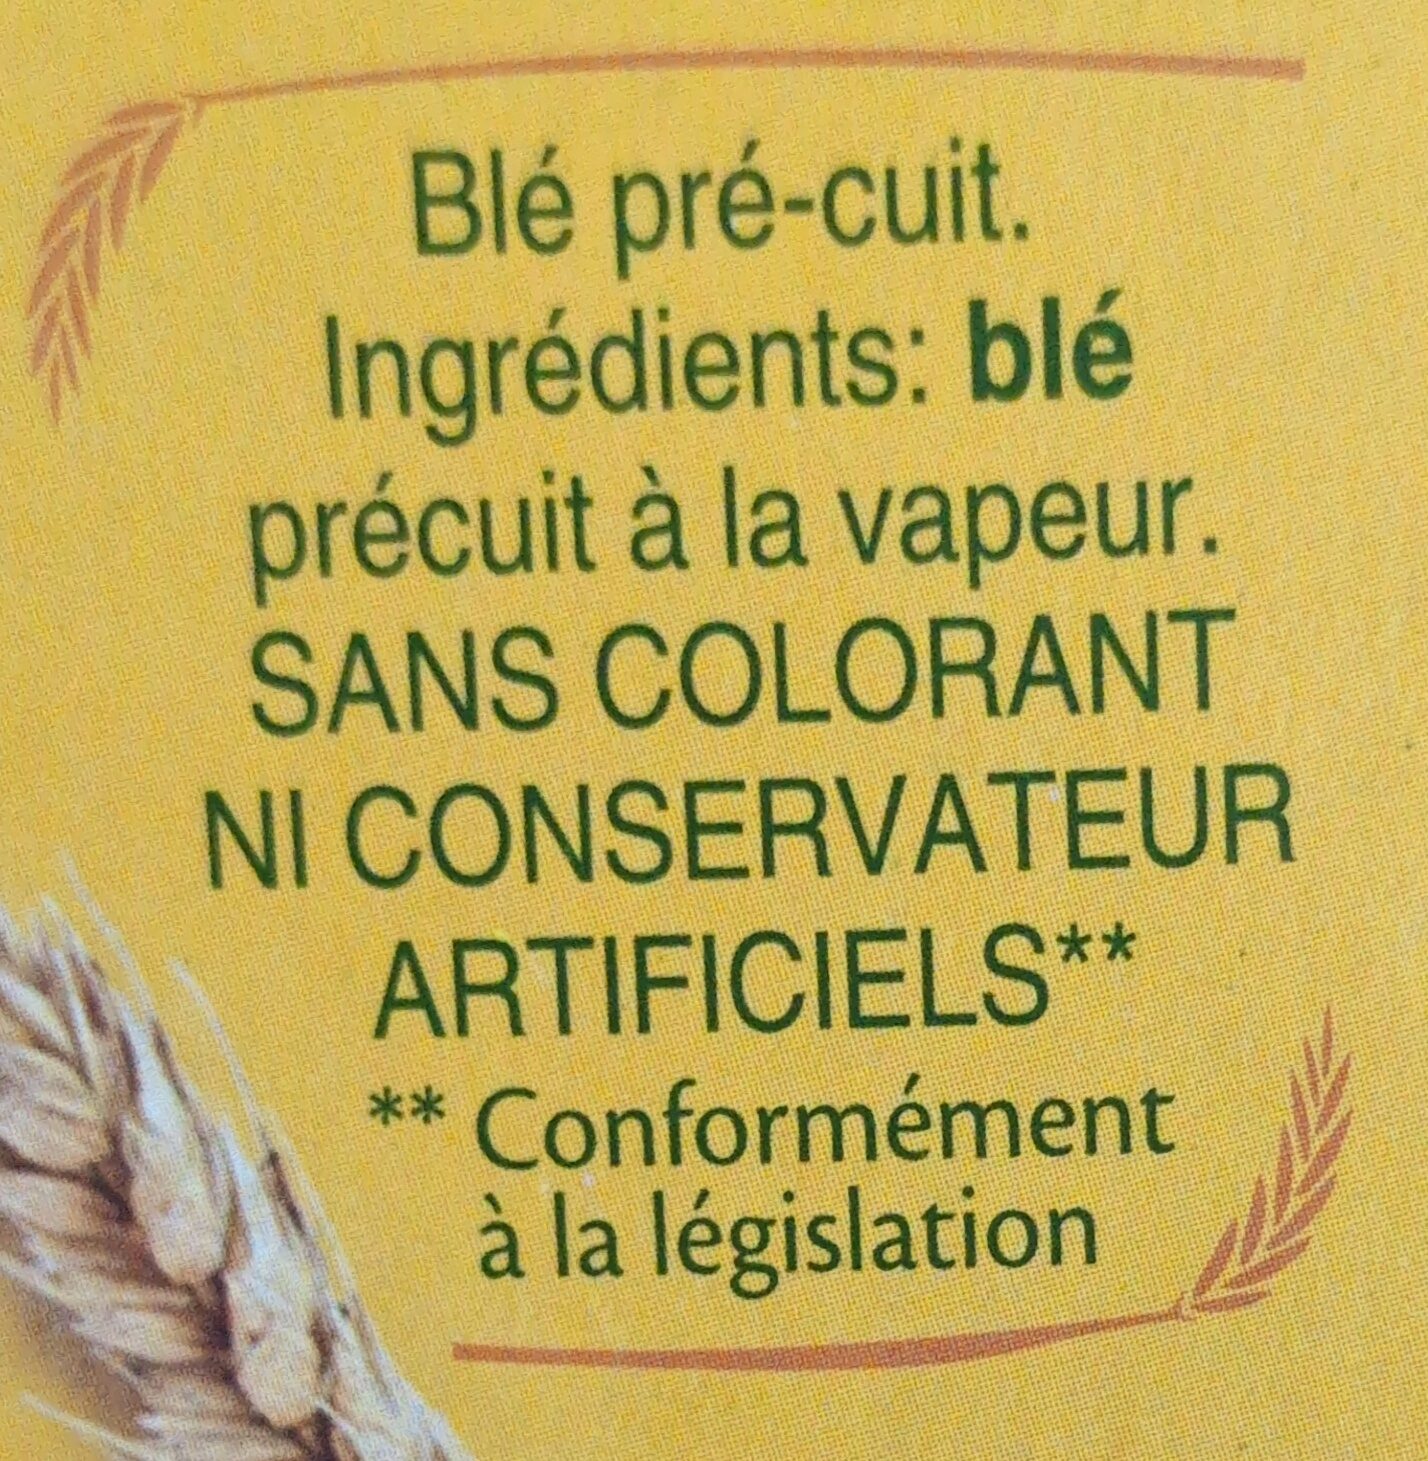 Blé pré-cuit.
Ingrédients: blé
précuit à la vapeur.
SANS COLORANT
NI CONSERVATEUR
ARTIFICIELS**
** Conformément
à la législation